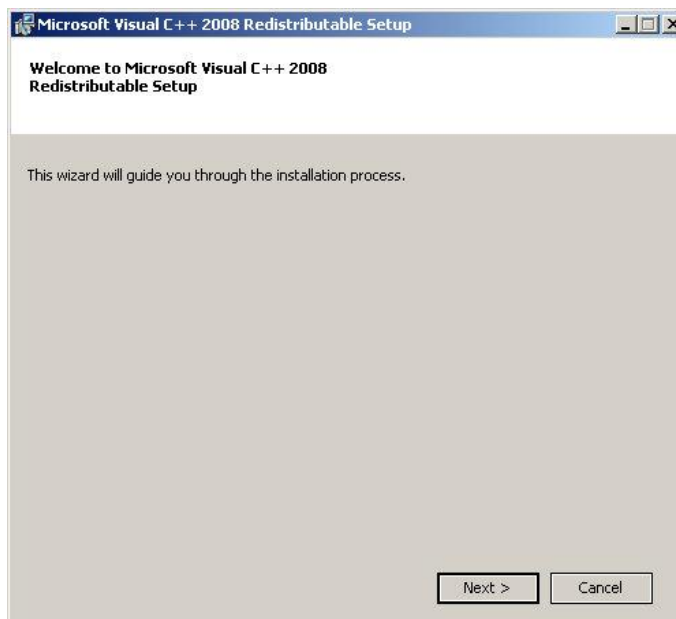 Microsoft Visual C++ 2008 Redistributable Setup
Welcome to Microsoft Visual C++ 2008
Redistributable Setup
This wizard will guide you through the installation process.
Next >
Cancel